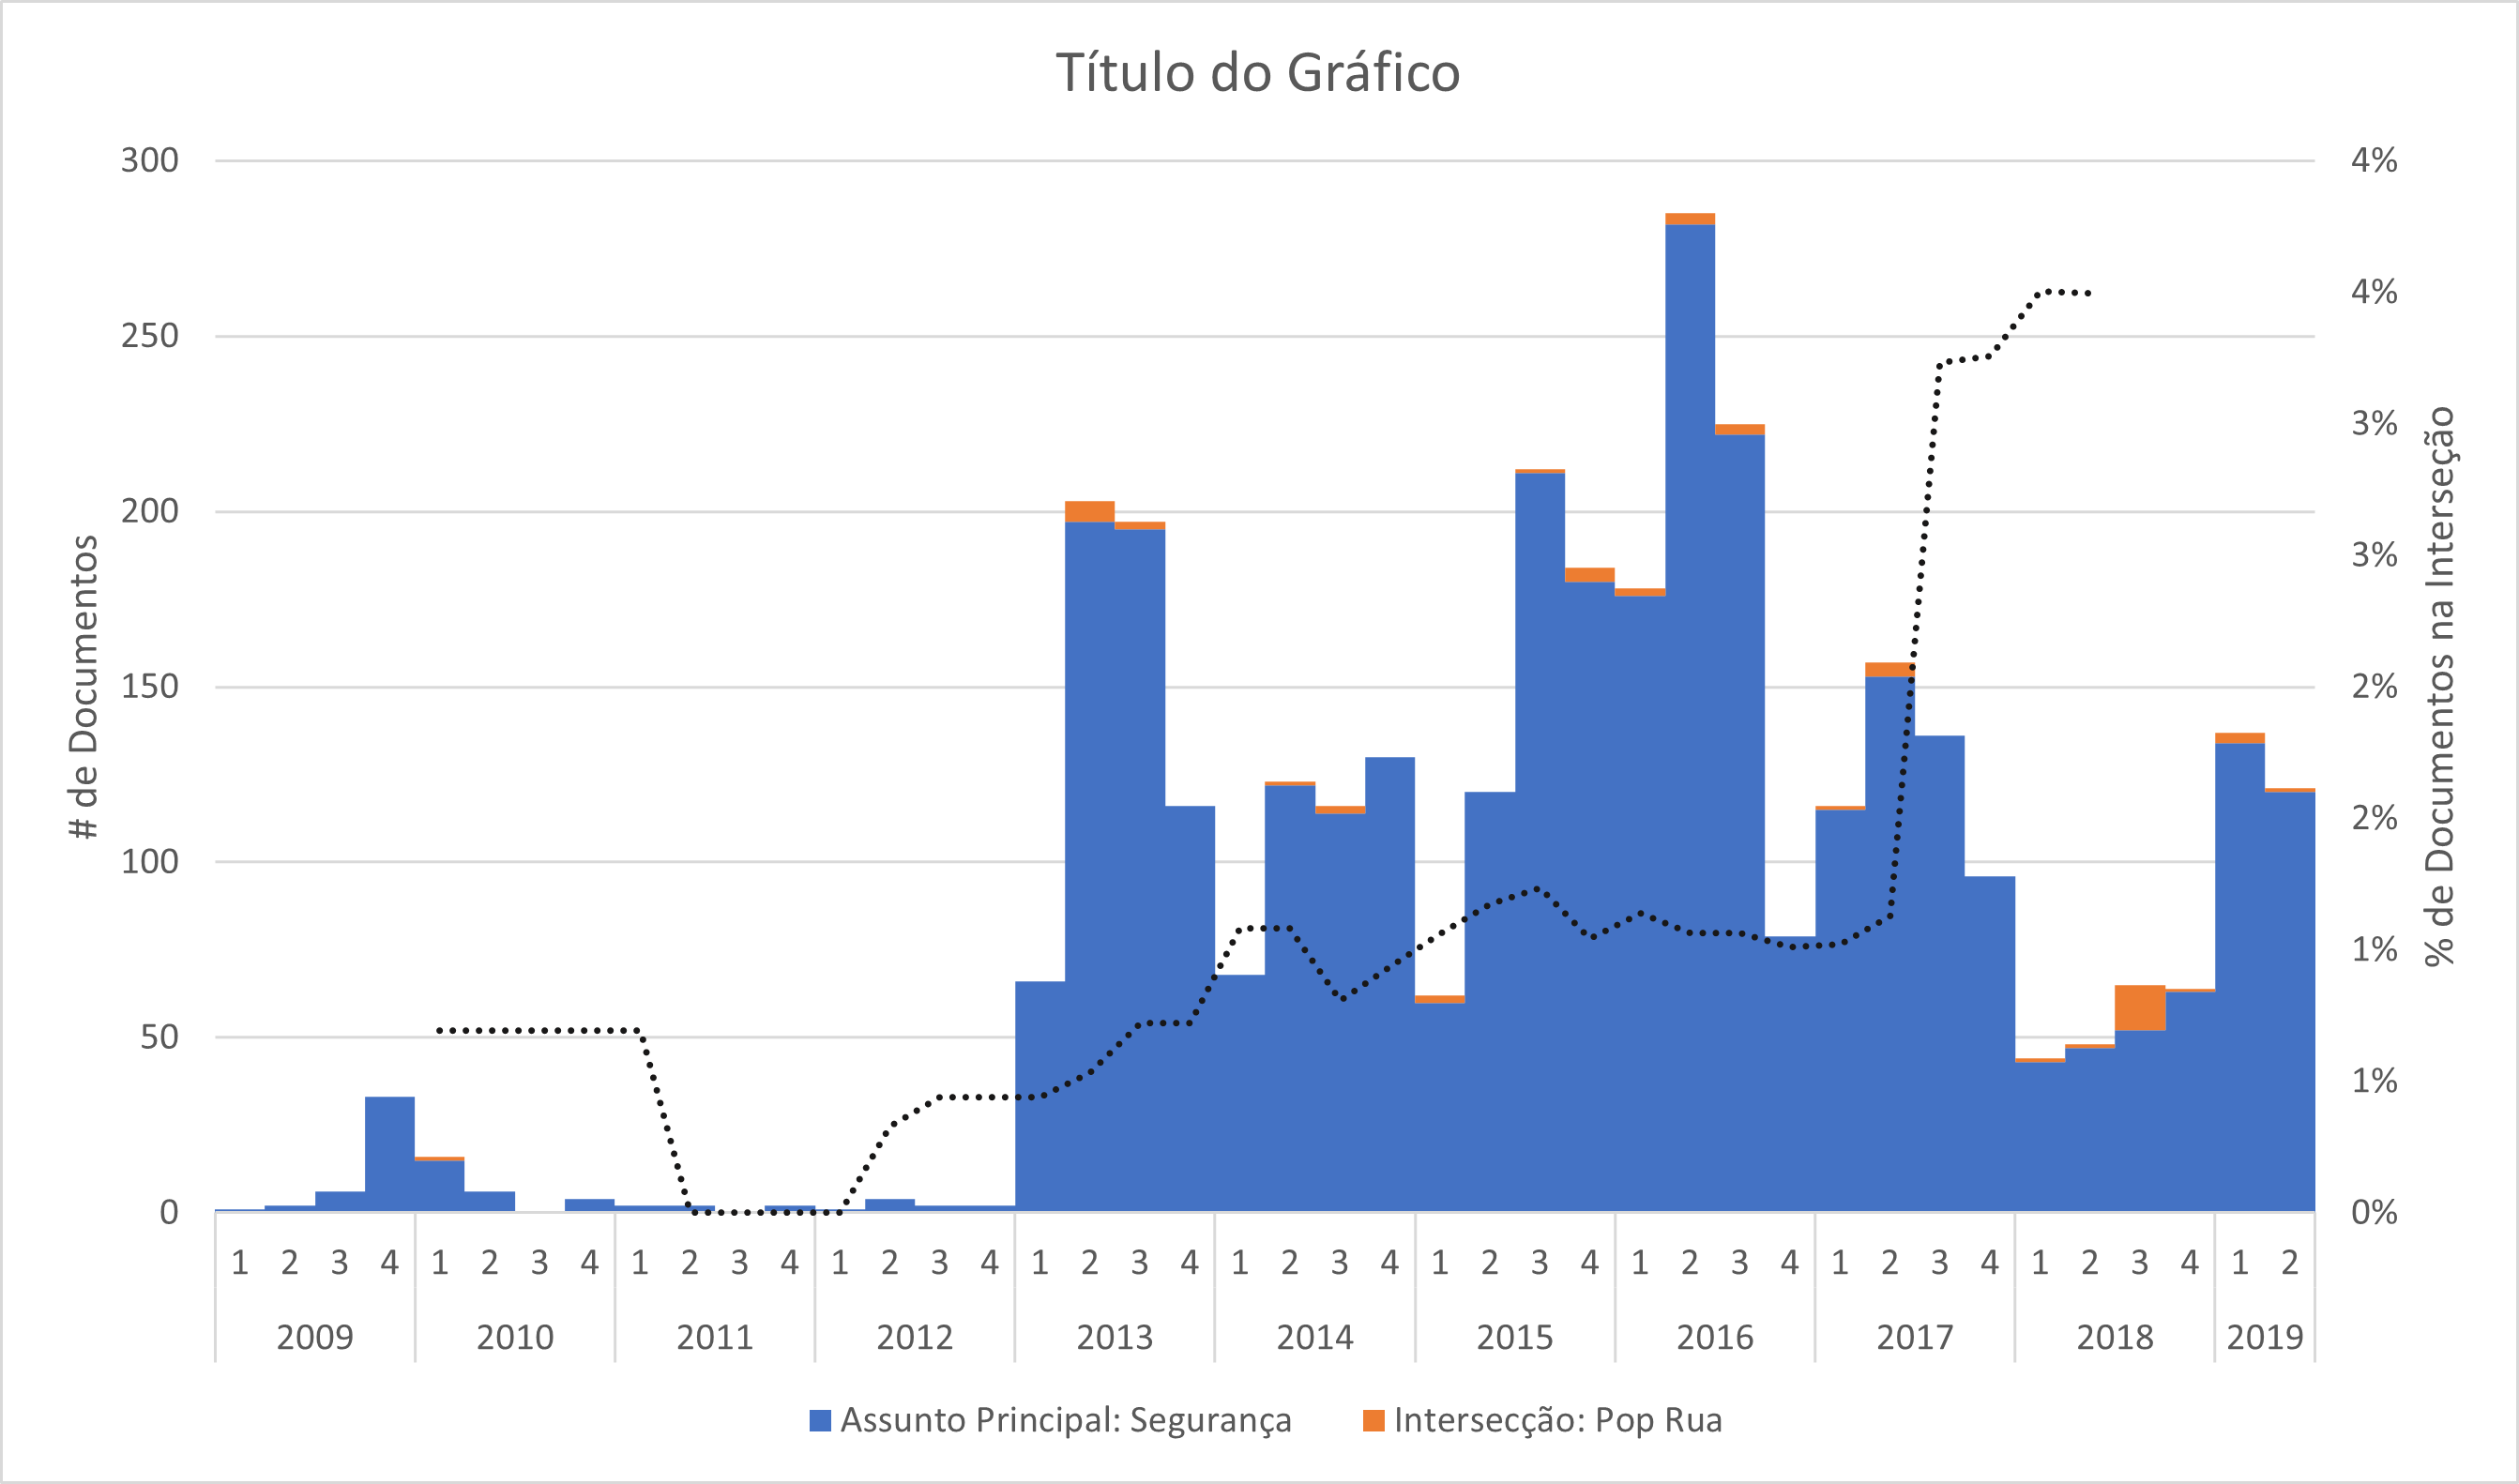 Título do Gráfico
300
250
200
150
100
50
0
# de Documentos
4%
4%
3%
3%
2%
2%
1%
1%
0%
% de Documentos na Interseção
1 2 3 4 1 2 3 4 1 2 3 4 1 2 3 4 1 2 3 4 1 2 3 4 1 2 3 4 1 2 3 4 1 2 3 4 1 2 3 4 1 2
2009 2010 2011 2012 2013 2014 2015 2016 2017 2018 2019
Assunto Principal: Segurança Intersecção: Pop Rua